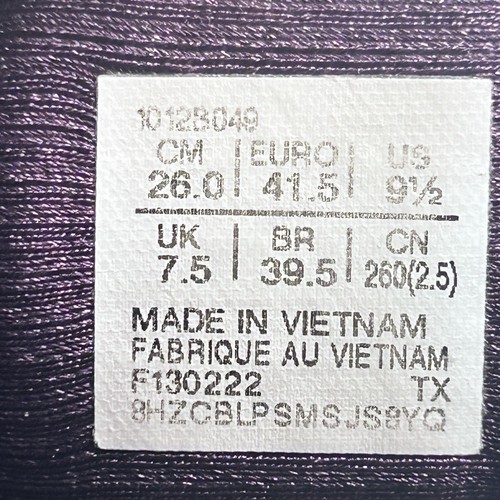 1012B049
CM | EURO | US
26.0 | 41.5 | 9½
UK | BR | CN
7.5 | 39.5 | 260(2.5)
MADE IN VIETNAM
FABRIQUE AU VIETNAM
F130222 TX
8HZCBLPSMSJS8YQ